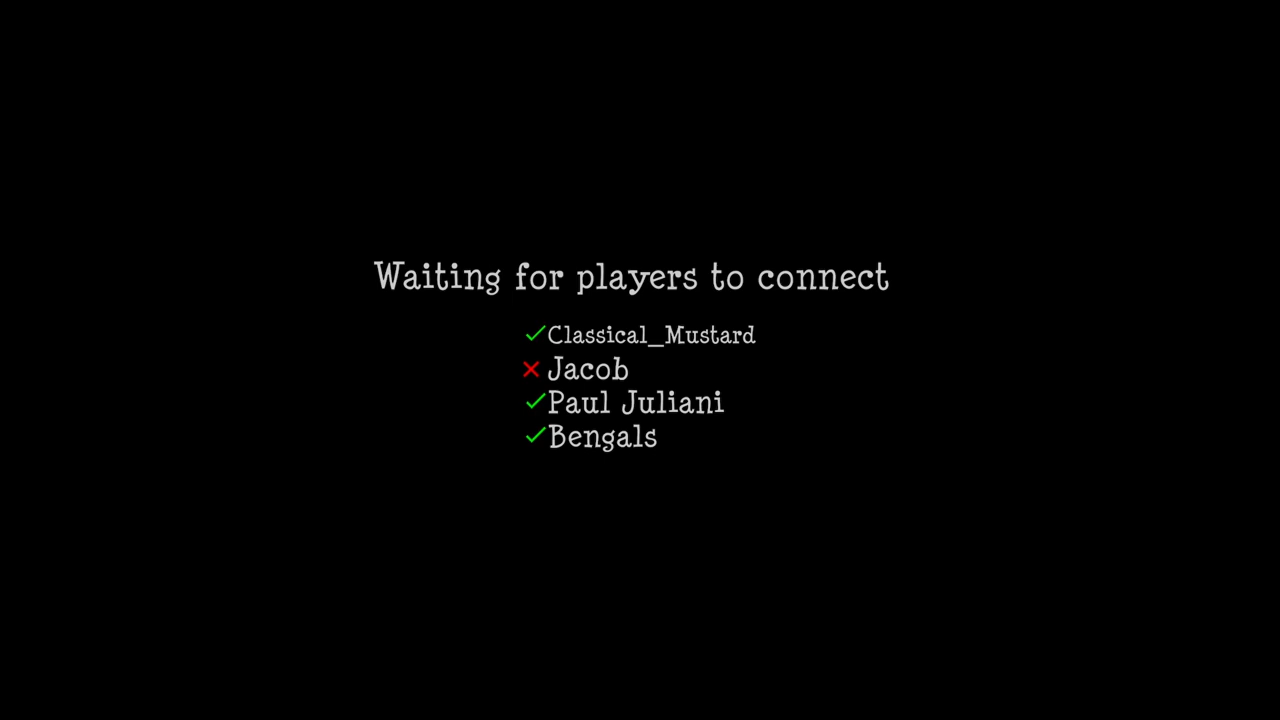 Waiting for players to connect
Classical_Mustard
Jacob
Paul Juliani
Bengals